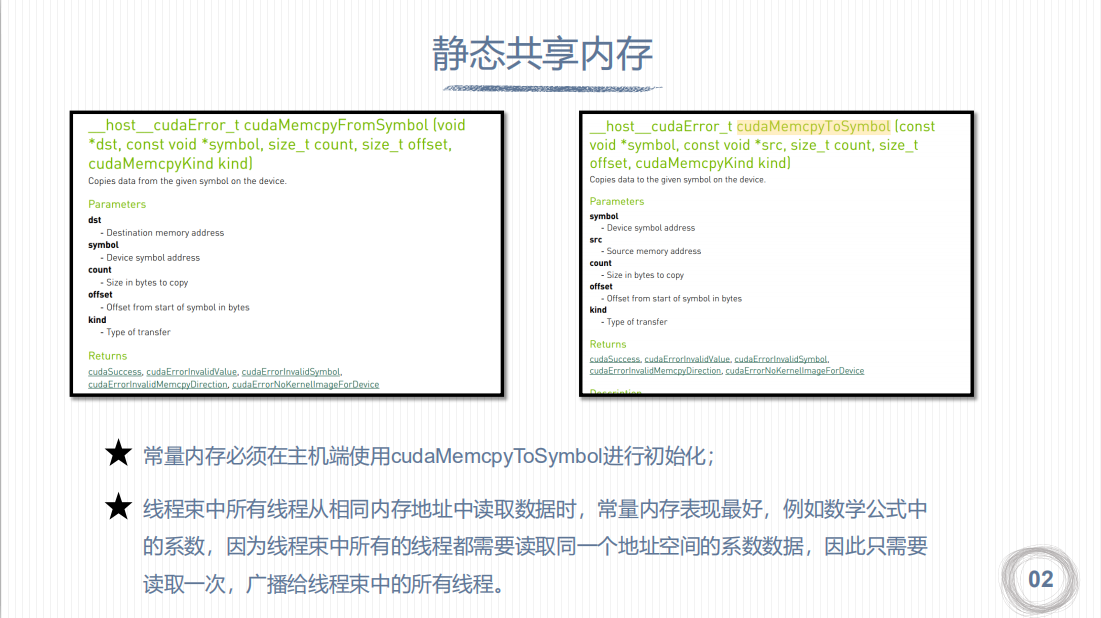 静态共享内存
__host__cudaError_t cudaMemcpyFromSymbol (void
*dst, const void *symbol, size_t count, size_t offset,
cudaMemcpyKind kind)
Copies data from the given symbol on the device.
Parameters
dst
- Destination memory address
symbol
- Device symbol address
count
- Size in bytes to copy
offset
- Offset from start of symbol in bytes
kind
- Type of transfer
Returns
cudaSuccess, cudaErrorInvalidValue, cudaErrorInvalidSymbol,
cudaErrorInvalidMemcpyDirection, cudaErrorNoKernelImageForDevice
__host__cudaError_t cudaMemcpyToSymbol (const
void *symbol, const void *src, size_t count, size_t
offset, cudaMemcpyKind kind)
Copies data to the given symbol on the device.
Parameters
symbol
- Device symbol address
src
- Source memory address
count
- Size in bytes to copy
offset
- Offset from start of symbol in bytes
kind
- Type of transfer
Returns
cudaSuccess, cudaErrorInvalidValue, cudaErrorInvalidSymbol,
cudaErrorInvalidMemcpyDirection, cudaErrorNoKernelImageForDevice
Description
常量内存必须在主机端使用cudaMemcpyToSymbol进行初始化；
线程束中所有线程从相同内存地址中读取数据时，常量内存表现最好，例如数学公式中
的系数，因为线程束中所有的线程都需要读取同一个地址空间的系数数据，因此只需要
读取一次，广播给线程束中的所有线程。
02